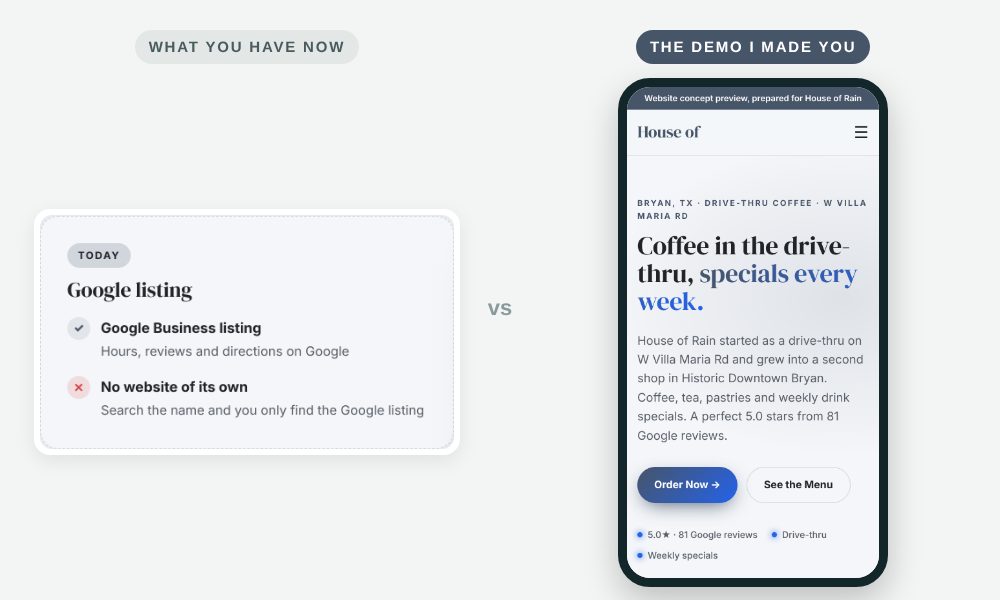 WHAT YOU HAVE NOW
TODAY
Google listing
Google Business listing
Hours, reviews and directions on Google
No website of its own
Search the name and you only find the Google listing
vs
THE DEMO I MADE YOU
Website concept preview, prepared for House of Rain
House of
BRYAN, TX · DRIVE-THRU COFFEE · W VILLA
MARIA RD
Coffee in the drive-
thru, specials every
week.
House of Rain started as a drive-thru on
W Villa Maria Rd and grew into a second
shop in Historic Downtown Bryan.
Coffee, tea, pastries and weekly drink
specials. A perfect 5.0 stars from 81
Google reviews.
Order Now →
See the Menu
5.0★ · 81 Google reviews
Drive-thru
Weekly specials